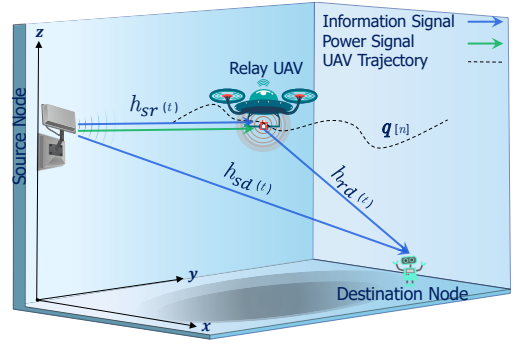 Information Signal
Power Signal
UAV Trajectory
z
Relay UAV
Source Node
h_sr (t)
q[n]
h_sd (t)
h_rd (t)
y
x
Destination Node